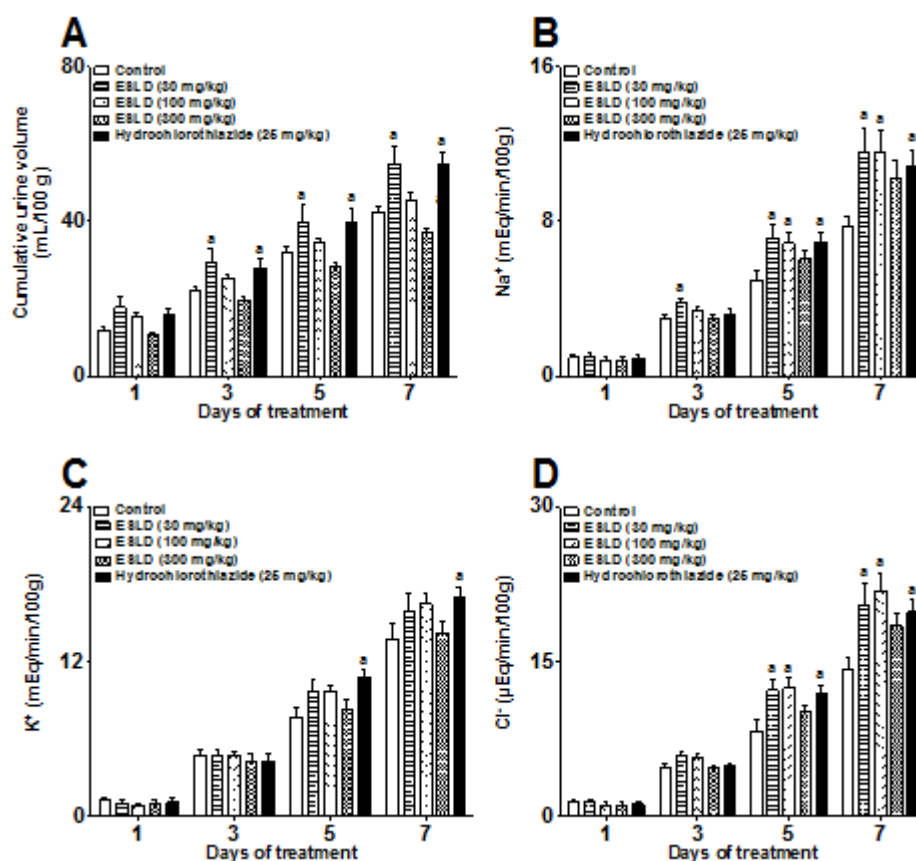 A
80
Control
ESLD (30 mg/kg)
ESLD (100 mg/kg)
ESLD (300 mg/kg)
Hydrochlorothiazide (25 mg/kg)
a
a
a
a
a
a
40
0
Cumulative urine volume
(mL/100 g)
1
3
5
7
Days of treatment
B
16
Control
ESLD (30 mg/kg)
ESLD (100 mg/kg)
ESLD (300 mg/kg)
Hydrochlorothiazide (25 mg/kg)
a
a
a
a
a
a
a
8
0
Na⁺ (mEq/min/100g)
1
3
5
7
Days of treatment
C
24
Control
ESLD (30 mg/kg)
ESLD (100 mg/kg)
ESLD (300 mg/kg)
Hydrochlorothiazide (25 mg/kg)
a
a
12
0
K⁺ (mEq/min/100g)
1
3
5
7
Days of treatment
D
30
Control
ESLD (30 mg/kg)
ESLD (100 mg/kg)
ESLD (300 mg/kg)
Hydrochlorothiazide (25 mg/kg)
a
a
a
a
a
a
15
0
Cl⁻ (µEq/min/100g)
1
3
5
7
Days of treatment